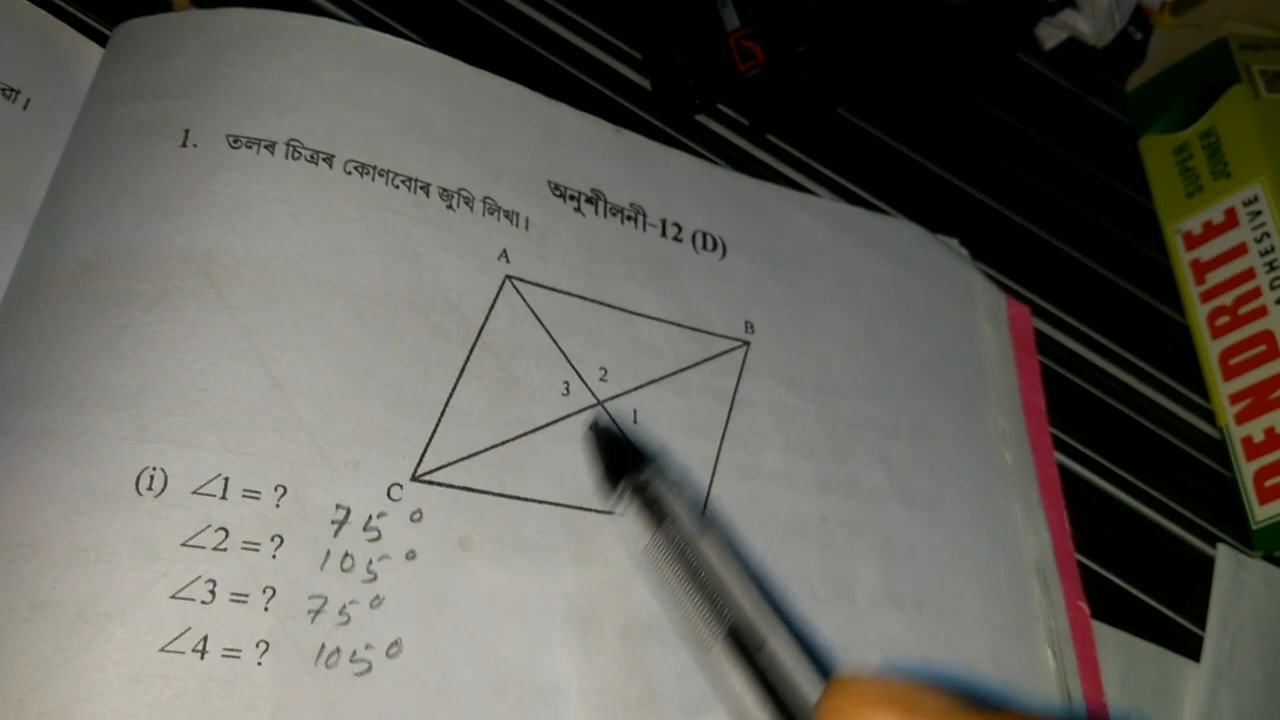 বা।
অনুশীলনী-12 (D)
1. তলৰ চিত্ৰৰ কোণবোৰ জুখি লিখা।
A
B
3 2
1
C
(i) ∠1 = ? 75°
∠2 = ? 105°
∠3 = ? 75°
∠4 = ? 105°
SUPER
JOINER
DENDRITE
ADHESIVE